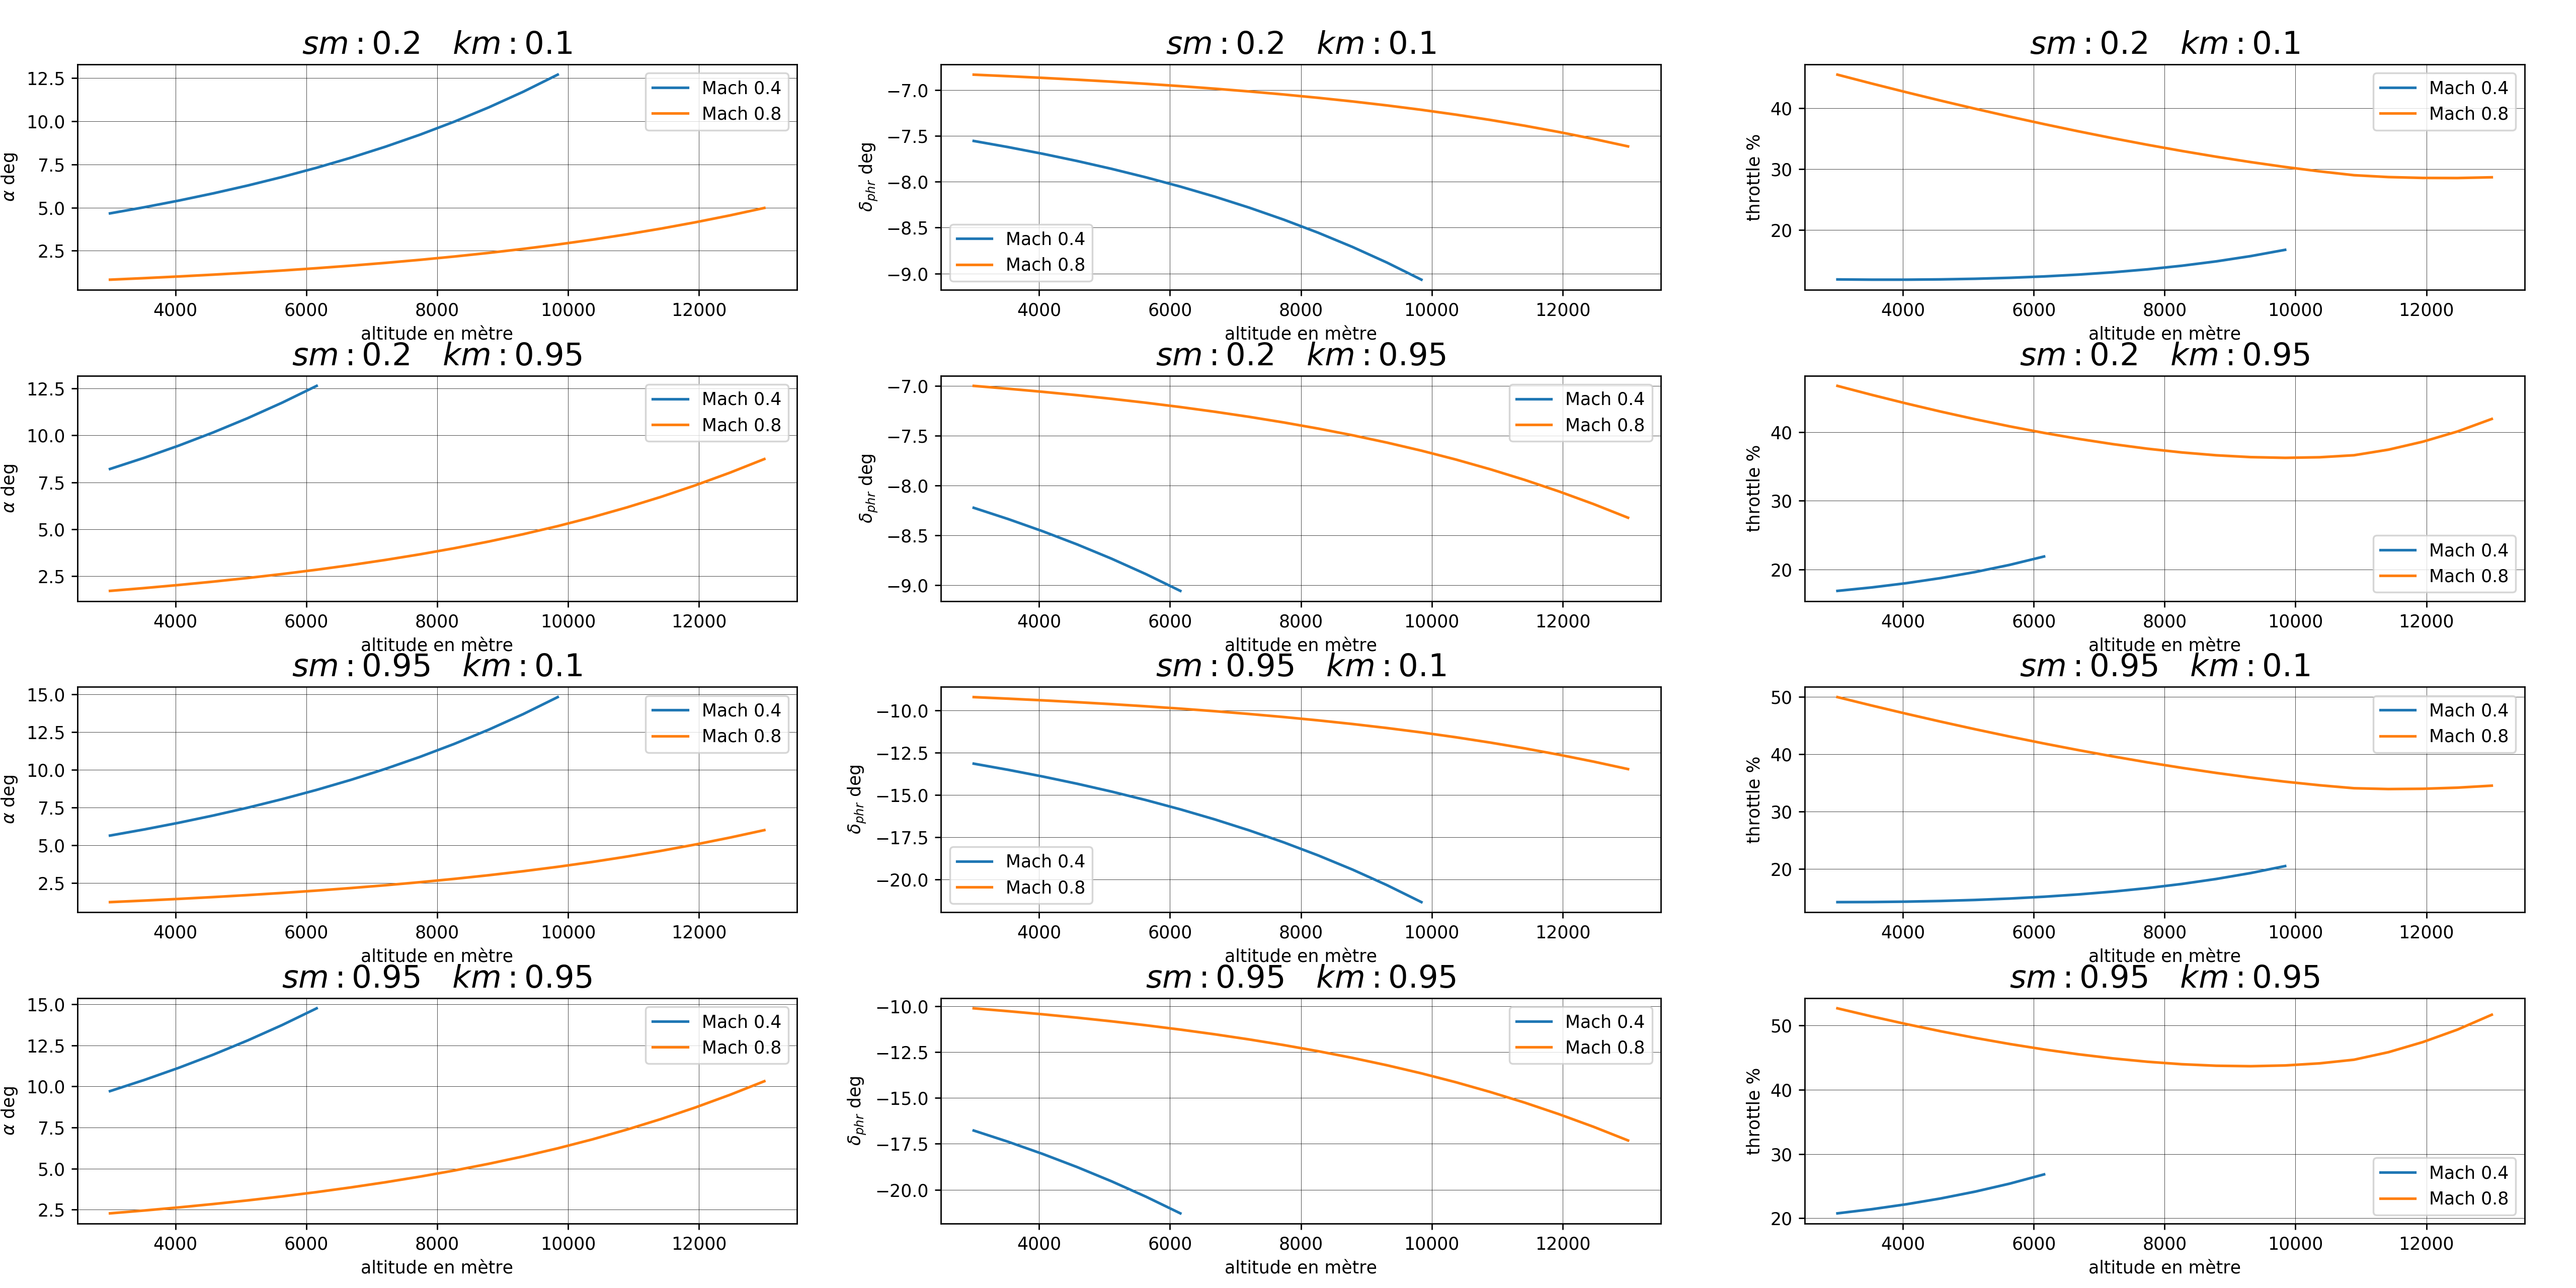 sm : 0.2 km : 0.1
12.5
10.0
7.5
5.0
2.5
α deg
4000 6000 8000 10000 12000
altitude en mètre
Mach 0.4
Mach 0.8
sm : 0.2 km : 0.1
−7.0
−7.5
−8.0
−8.5
−9.0
δphr deg
4000 6000 8000 10000 12000
altitude en mètre
Mach 0.4
Mach 0.8
sm : 0.2 km : 0.1
40
30
20
throttle %
4000 6000 8000 10000 12000
altitude en mètre
Mach 0.4
Mach 0.8
sm : 0.2 km : 0.95
12.5
10.0
7.5
5.0
2.5
α deg
4000 6000 8000 10000 12000
altitude en mètre
Mach 0.4
Mach 0.8
sm : 0.2 km : 0.95
−7.0
−7.5
−8.0
−8.5
−9.0
δphr deg
4000 6000 8000 10000 12000
altitude en mètre
Mach 0.4
Mach 0.8
sm : 0.2 km : 0.95
40
30
20
throttle %
4000 6000 8000 10000 12000
altitude en mètre
Mach 0.4
Mach 0.8
sm : 0.95 km : 0.1
15.0
12.5
10.0
7.5
5.0
2.5
α deg
4000 6000 8000 10000 12000
altitude en mètre
Mach 0.4
Mach 0.8
sm : 0.95 km : 0.1
−10.0
−12.5
−15.0
−17.5
−20.0
δphr deg
4000 6000 8000 10000 12000
altitude en mètre
Mach 0.4
Mach 0.8
sm : 0.95 km : 0.1
50
40
30
20
throttle %
4000 6000 8000 10000 12000
altitude en mètre
Mach 0.4
Mach 0.8
sm : 0.95 km : 0.95
15.0
12.5
10.0
7.5
5.0
2.5
α deg
4000 6000 8000 10000 12000
altitude en mètre
Mach 0.4
Mach 0.8
sm : 0.95 km : 0.95
−10.0
−12.5
−15.0
−17.5
−20.0
δphr deg
4000 6000 8000 10000 12000
altitude en mètre
Mach 0.4
Mach 0.8
sm : 0.95 km : 0.95
50
40
30
20
throttle %
4000 6000 8000 10000 12000
altitude en mètre
Mach 0.4
Mach 0.8